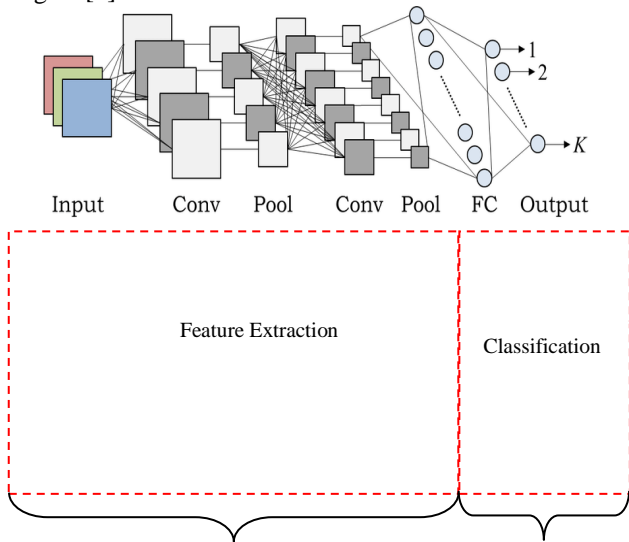 1
2
K
Input Conv Pool Conv Pool FC Output
Feature Extraction
Classification